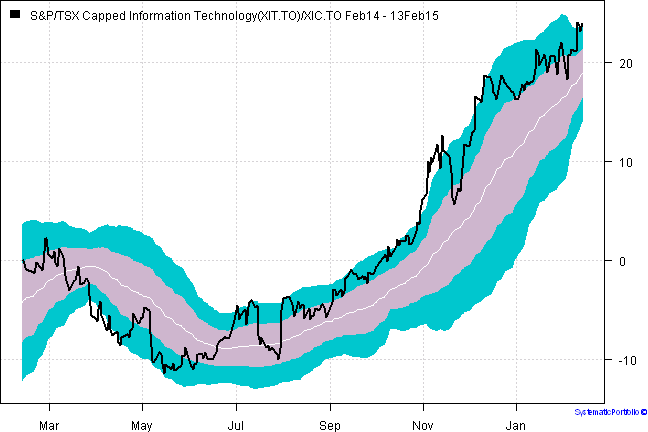 S&P/TSX Capped Information Technology(XIT.TO)/XIC.TO Feb14 - 13Feb15
20
10
0
-10
Mar May Jul Sep Nov Jan
SystematicPortfolio ©